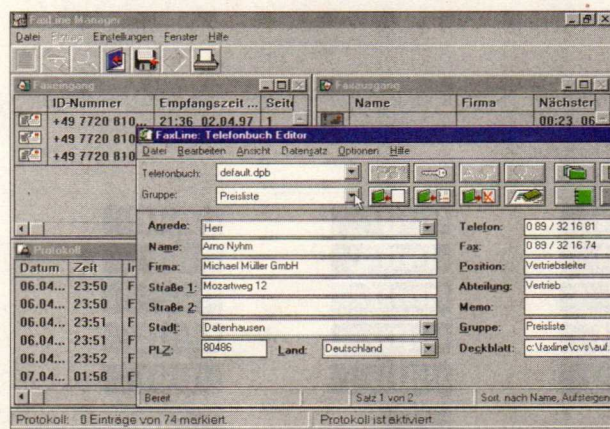 FaxLine Manager
Datei Eintrag Einstellungen Fenster Hilfe
Faxeingang
ID-Nummer Empfangszeit ... Seite
+49 7720 810... 21:36 02.04.97 1
+49 7720 810
+49 7720 810
Faxausgang
Name Firma Nächster
00:23 06
FaxLine: Telefonbuch Editor
Datei Bearbeiten Ansicht Datensatz Optionen Hilfe
Telefonbuch: default.dpb
Gruppe: Preisliste
Anrede: Herr
Name: Arno Nyhm
Firma: Michael Müller GmbH
Straße 1: Mozartweg 12
Straße 2:
Stadt: Datenhausen
PLZ: 80486 Land: Deutschland
Telefon: 0 89 / 32 16 81
Fax: 0 89 / 32 16 74
Position: Vertriebsleiter
Abteilung: Vertrieb
Memo:
Gruppe: Preisliste
Deckblatt: c:\faxline\cvs\auf.
Bereit Satz 1 von 2 Sort. nach Name, Aufsteigen
Protokoll
Datum Zeit Ir
06.04... 23:50 F
06.04... 23:50 F
06.04... 23:51 F
06.04... 23:51 F
06.04... 23:52 F
07.04... 01:56 F
Protokoll: 0 Einträge von 74 markiert. Protokoll ist aktiviert.